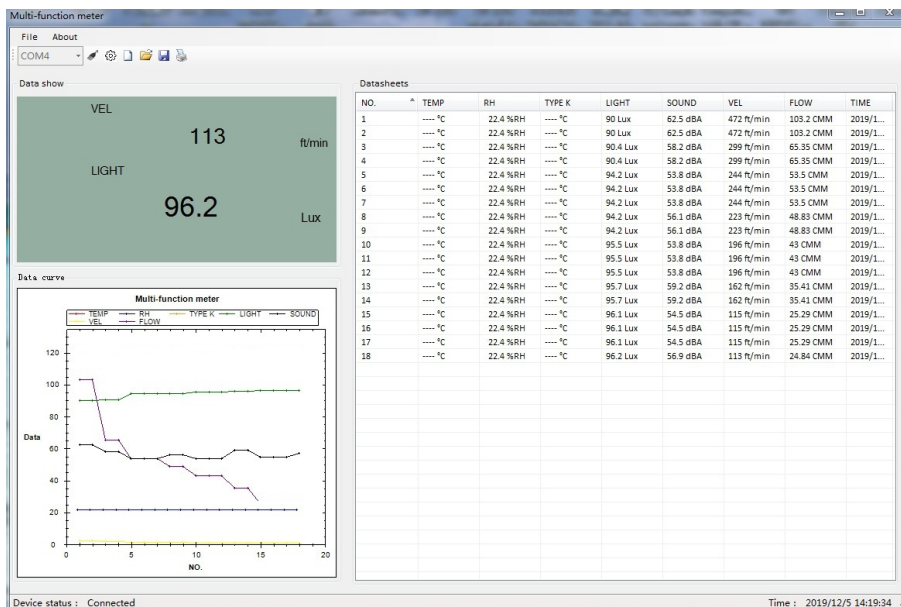 Multi-function meter
File About
COM4
Data show
VEL
113 ft/min
LIGHT
96.2 Lux
Data curve
Multi-function meter
TEMP RH TYPE K LIGHT SOUND
VEL FLOW
120
100
80
Data
60
40
20
0
0 5 10 15 20
NO.
Datasheets
NO. TEMP RH TYPE K LIGHT SOUND VEL FLOW TIME
1 ---- °C 22.4 %RH ---- °C 90 Lux 62.5 dBA 472 ft/min 103.2 CMM 2019/1...
2 ---- °C 22.4 %RH ---- °C 90 Lux 62.5 dBA 472 ft/min 103.2 CMM 2019/1...
3 ---- °C 22.4 %RH ---- °C 90.4 Lux 58.2 dBA 299 ft/min 65.35 CMM 2019/1...
4 ---- °C 22.4 %RH ---- °C 90.4 Lux 58.2 dBA 299 ft/min 65.35 CMM 2019/1...
5 ---- °C 22.4 %RH ---- °C 94.2 Lux 53.8 dBA 244 ft/min 53.5 CMM 2019/1...
6 ---- °C 22.4 %RH ---- °C 94.2 Lux 53.8 dBA 244 ft/min 53.5 CMM 2019/1...
7 ---- °C 22.4 %RH ---- °C 94.2 Lux 53.8 dBA 244 ft/min 53.5 CMM 2019/1...
8 ---- °C 22.4 %RH ---- °C 94.2 Lux 56.1 dBA 223 ft/min 48.83 CMM 2019/1...
9 ---- °C 22.4 %RH ---- °C 94.2 Lux 56.1 dBA 223 ft/min 48.83 CMM 2019/1...
10 ---- °C 22.4 %RH ---- °C 95.5 Lux 53.8 dBA 196 ft/min 43 CMM 2019/1...
11 ---- °C 22.4 %RH ---- °C 95.5 Lux 53.8 dBA 196 ft/min 43 CMM 2019/1...
12 ---- °C 22.4 %RH ---- °C 95.5 Lux 53.8 dBA 196 ft/min 43 CMM 2019/1...
13 ---- °C 22.4 %RH ---- °C 95.7 Lux 59.2 dBA 162 ft/min 35.41 CMM 2019/1...
14 ---- °C 22.4 %RH ---- °C 95.7 Lux 59.2 dBA 162 ft/min 35.41 CMM 2019/1...
15 ---- °C 22.4 %RH ---- °C 96.1 Lux 54.5 dBA 115 ft/min 25.29 CMM 2019/1...
16 ---- °C 22.4 %RH ---- °C 96.1 Lux 54.5 dBA 115 ft/min 25.29 CMM 2019/1...
17 ---- °C 22.4 %RH ---- °C 96.1 Lux 54.5 dBA 115 ft/min 25.29 CMM 2019/1...
18 ---- °C 22.4 %RH ---- °C 96.2 Lux 56.9 dBA 113 ft/min 24.84 CMM 2019/1...
Device status : Connected
Time : 2019/12/5 14:19:34